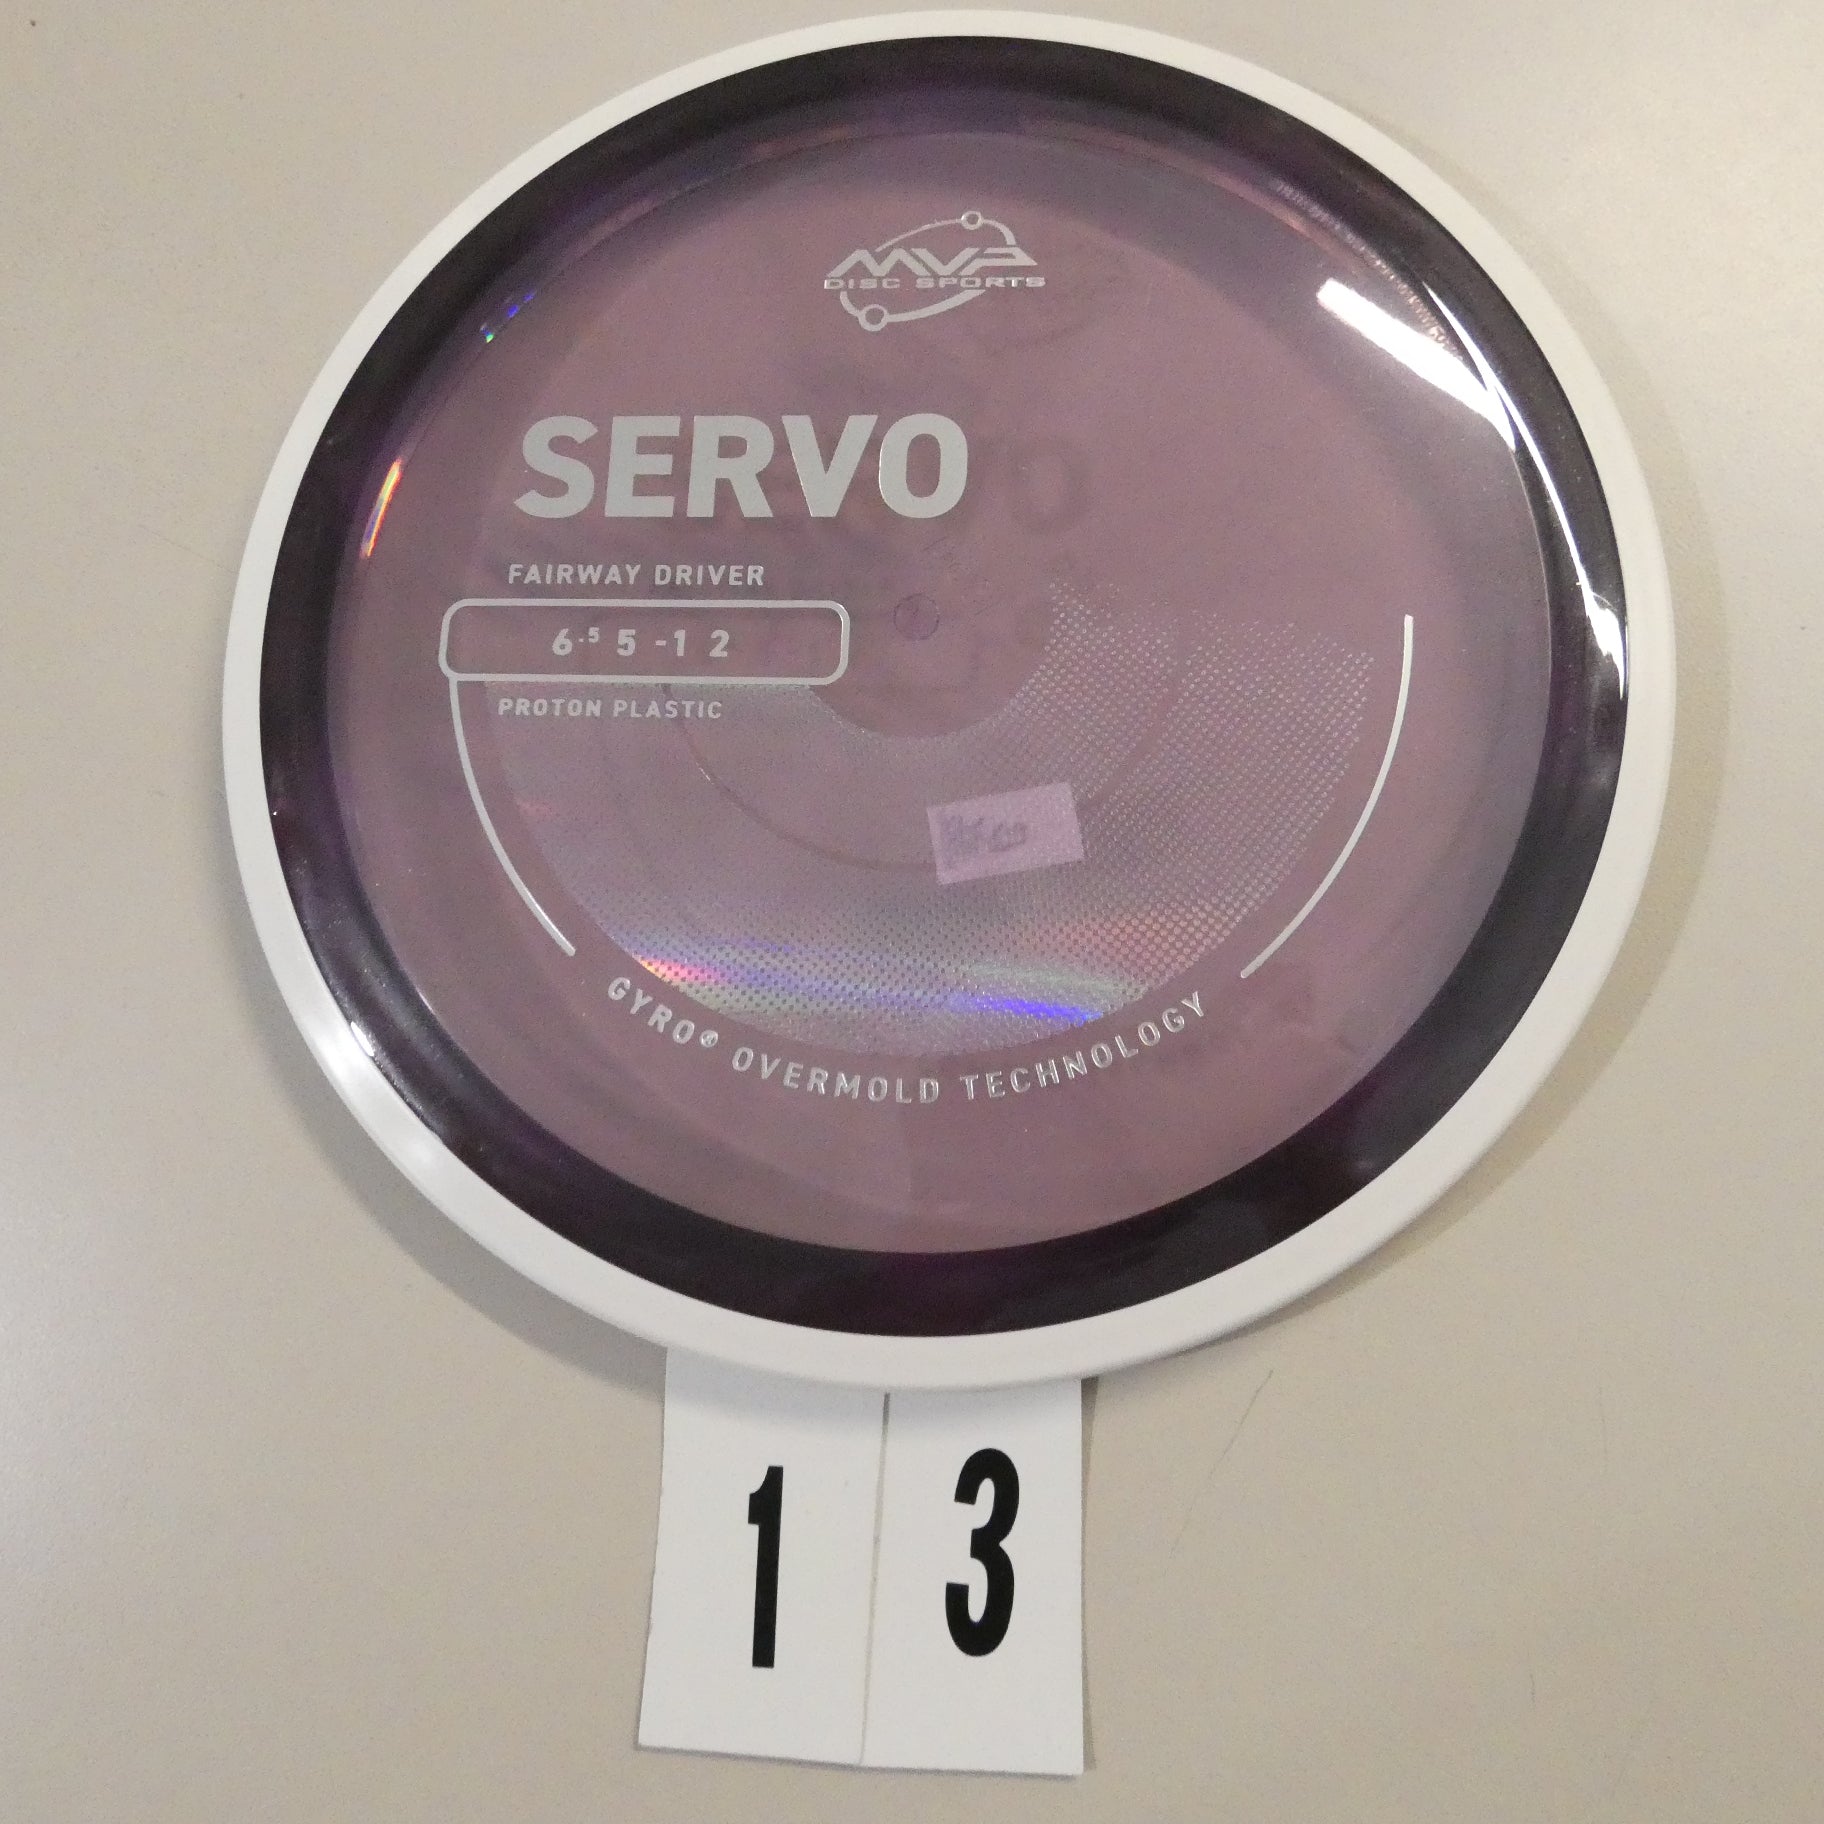 MVP
DISC SPORTS
SERVO
FAIRWAY DRIVER
6.5 5 -1 2
PROTON PLASTIC
GYRO® OVERMOLD TECHNOLOGY
1 3